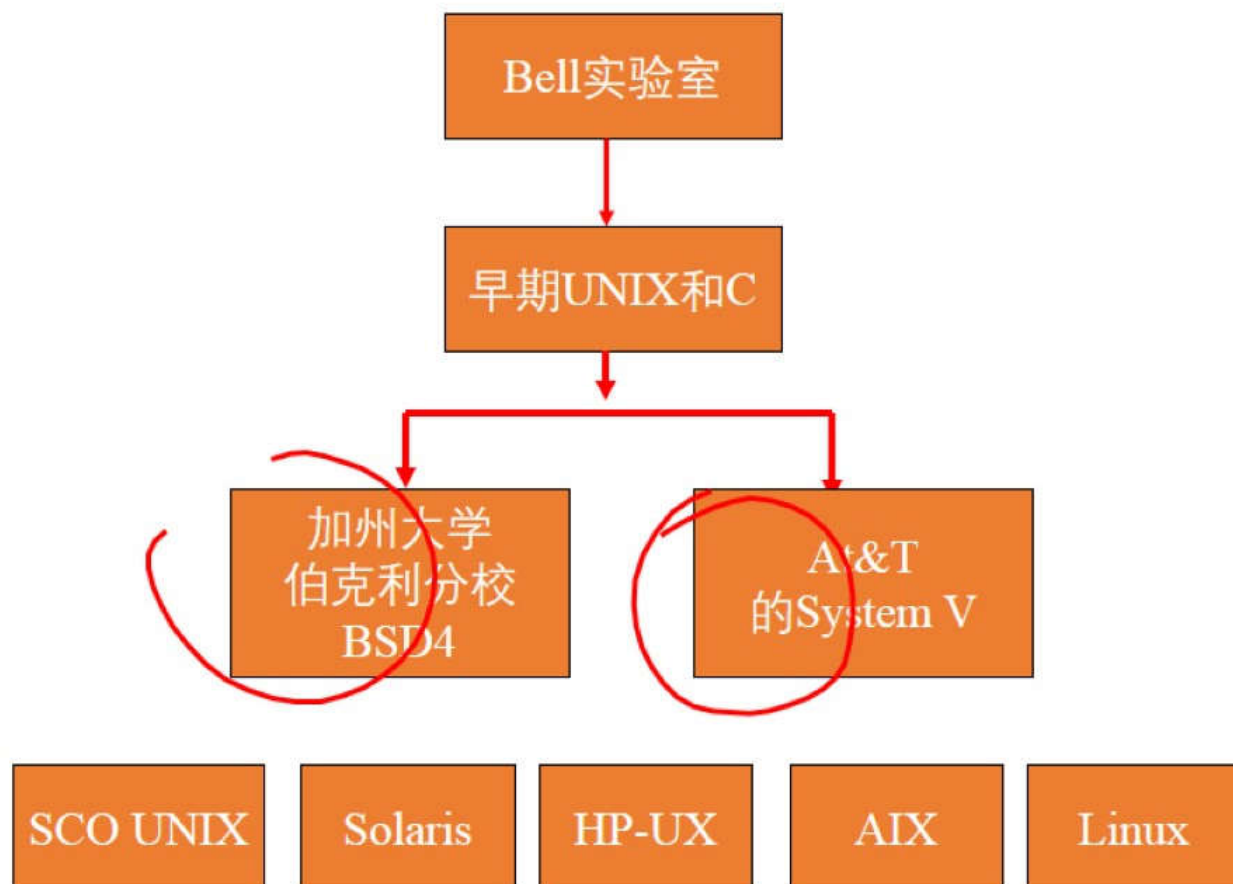 Bell实验室
早期UNIX和C
加州大学
伯克利分校
BSD4
At&T
的System V
SCO UNIX
Solaris
HP-UX
AIX
Linux